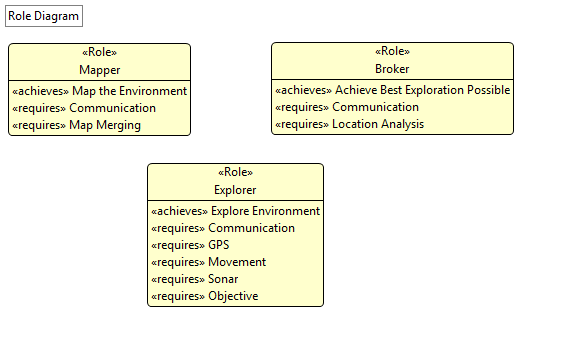 Role Diagram
«Role»
Mapper
«achieves» Map the Environment
«requires» Communication
«requires» Map Merging
«Role»
Broker
«achieves» Achieve Best Exploration Possible
«requires» Communication
«requires» Location Analysis
«Role»
Explorer
«achieves» Explore Environment
«requires» Communication
«requires» GPS
«requires» Movement
«requires» Sonar
«requires» Objective